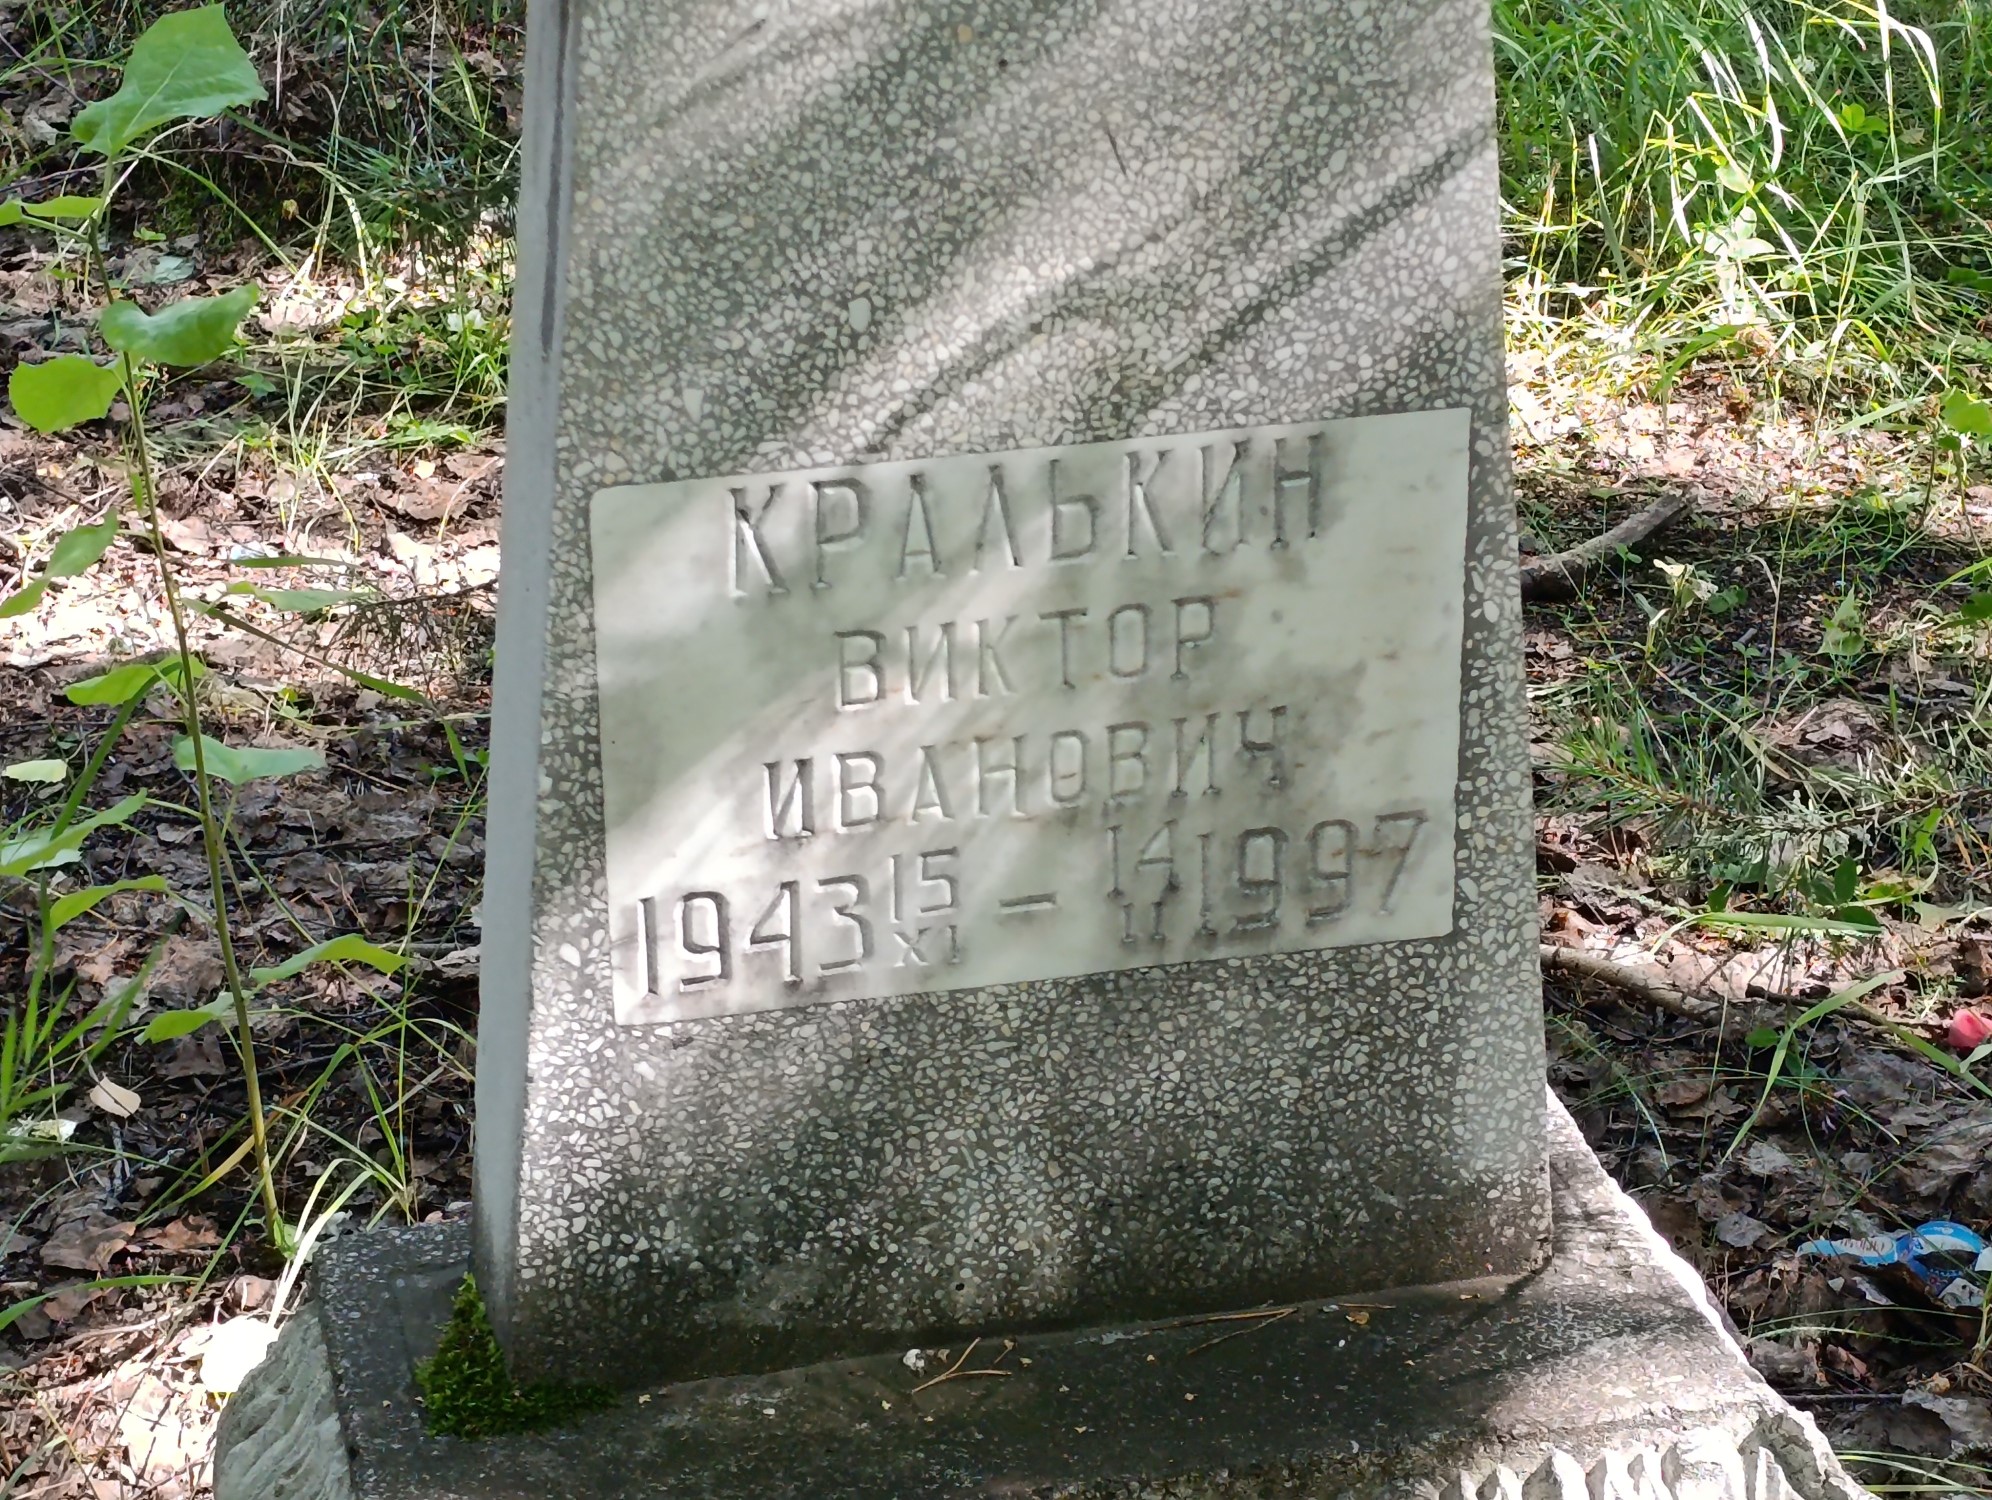 КРАЛЬКИН
ВИКТОР
ИВАНОВИЧ
1943 15/XI – 14/II 1997